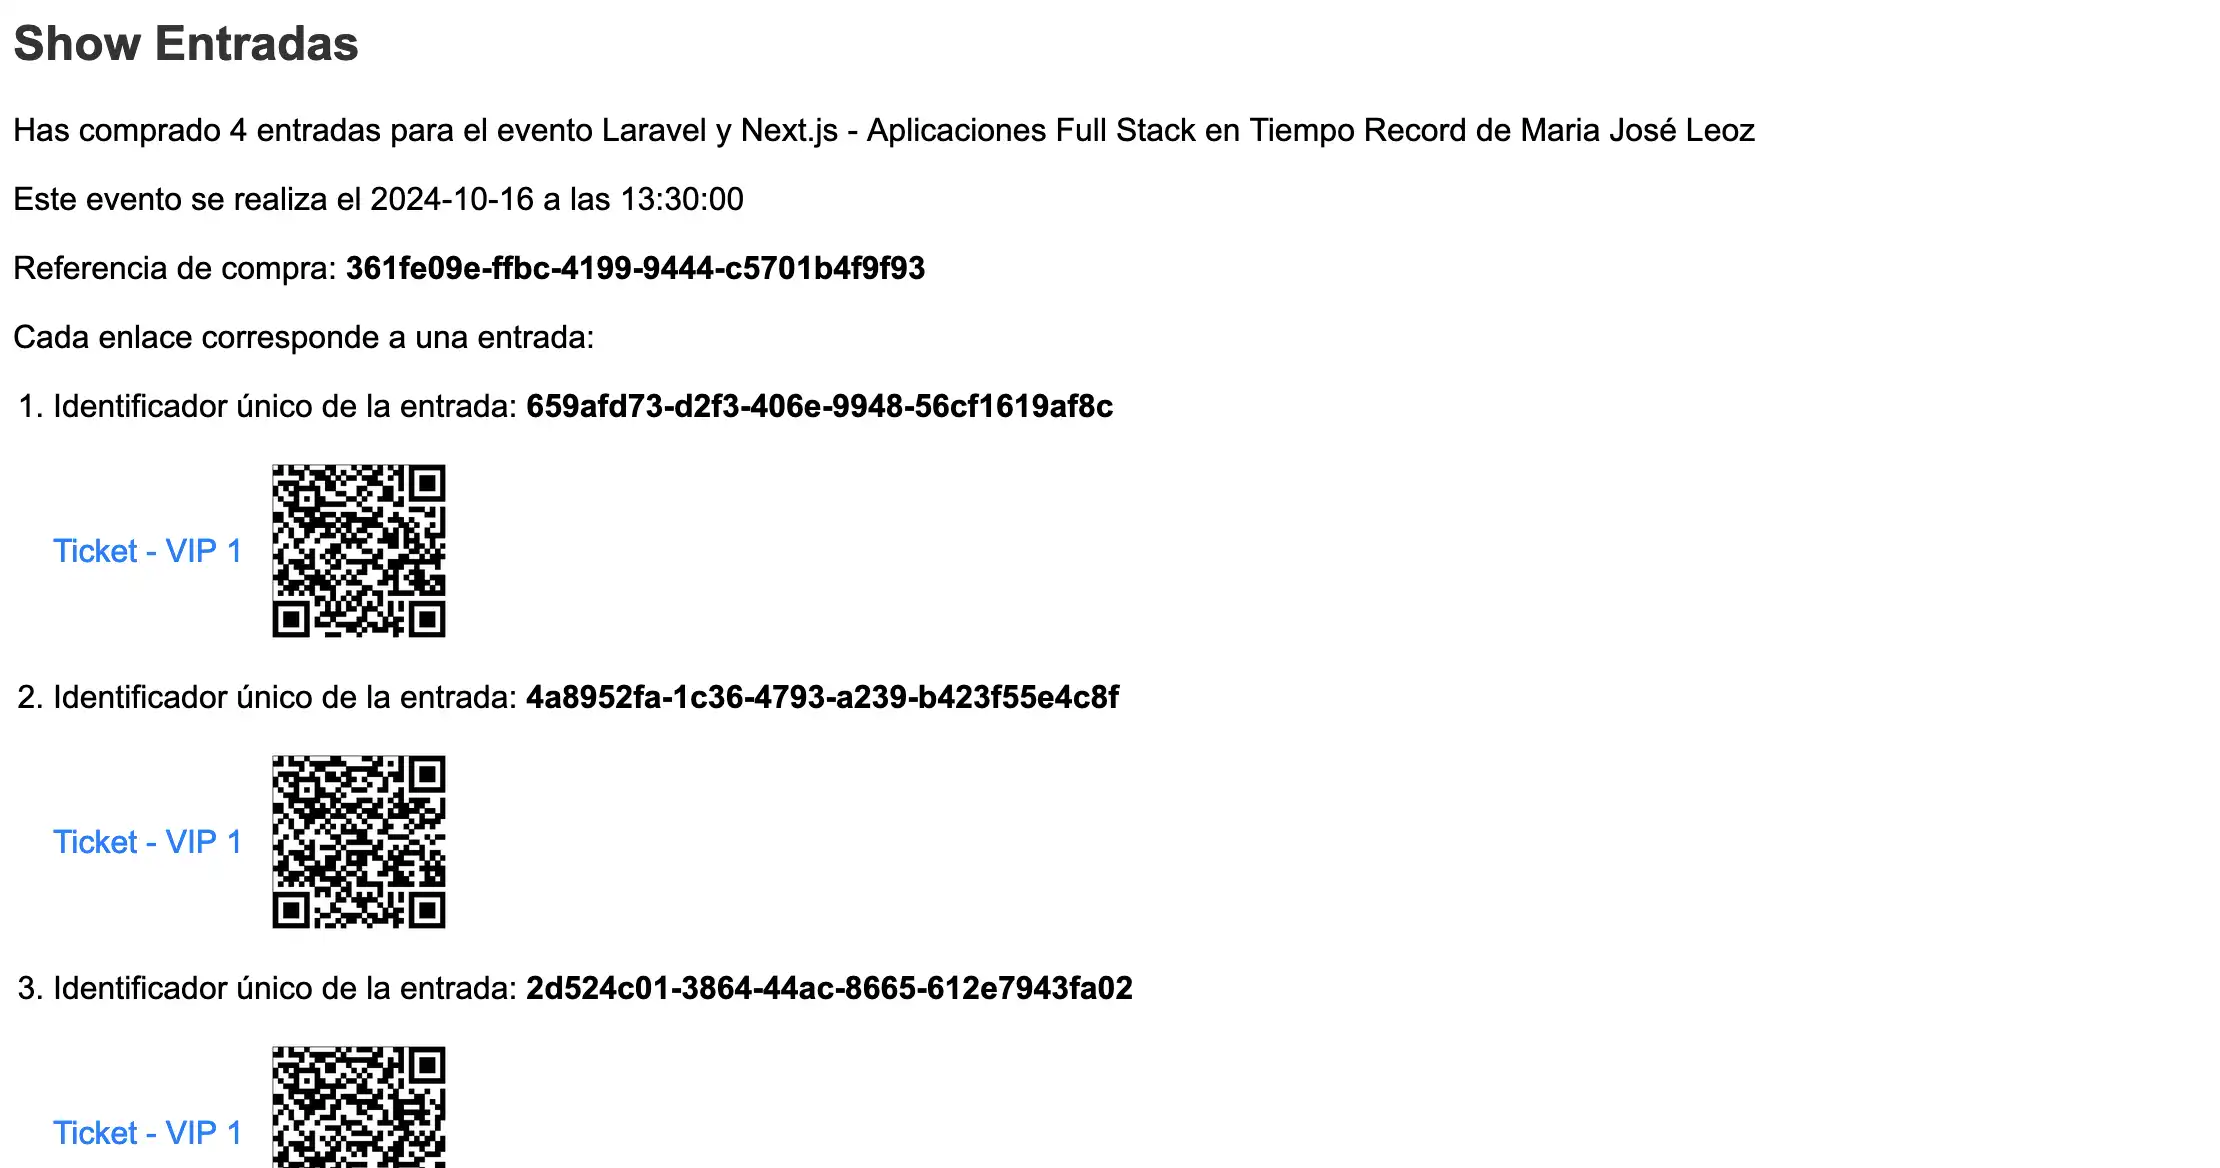 Show Entradas
Has comprado 4 entradas para el evento Laravel y Next.js - Aplicaciones Full Stack en Tiempo Record de Maria José Leoz
Este evento se realiza el 2024-10-16 a las 13:30:00
Referencia de compra: 361fe09e-ffbc-4199-9444-c5701b4f9f93
Cada enlace corresponde a una entrada:
1. Identificador único de la entrada: 659afd73-d2f3-406e-9948-56cf1619af8c
Ticket - VIP 1
2. Identificador único de la entrada: 4a8952fa-1c36-4793-a239-b423f55e4c8f
Ticket - VIP 1
3. Identificador único de la entrada: 2d524c01-3864-44ac-8665-612e7943fa02
Ticket - VIP 1